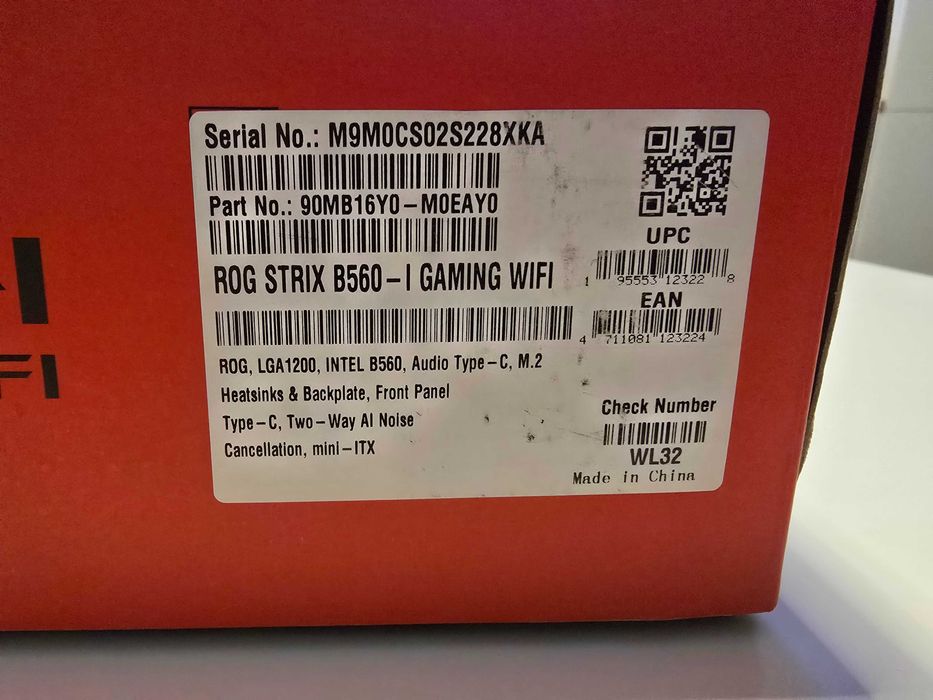 Serial No.: M9M0CS02S228XKA
Part No.: 90MB16Y0-M0EAY0
ROG STRIX B560-I GAMING WIFI
ROG, LGA1200, INTEL B560, Audio Type-C, M.2
Heatsinks & Backplate, Front Panel
Type-C, Two-Way AI Noise
Cancellation, mini-ITX
UPC
1 95553 12322 8
EAN
4 711081 123224
Check Number
WL32
Made in China
FI